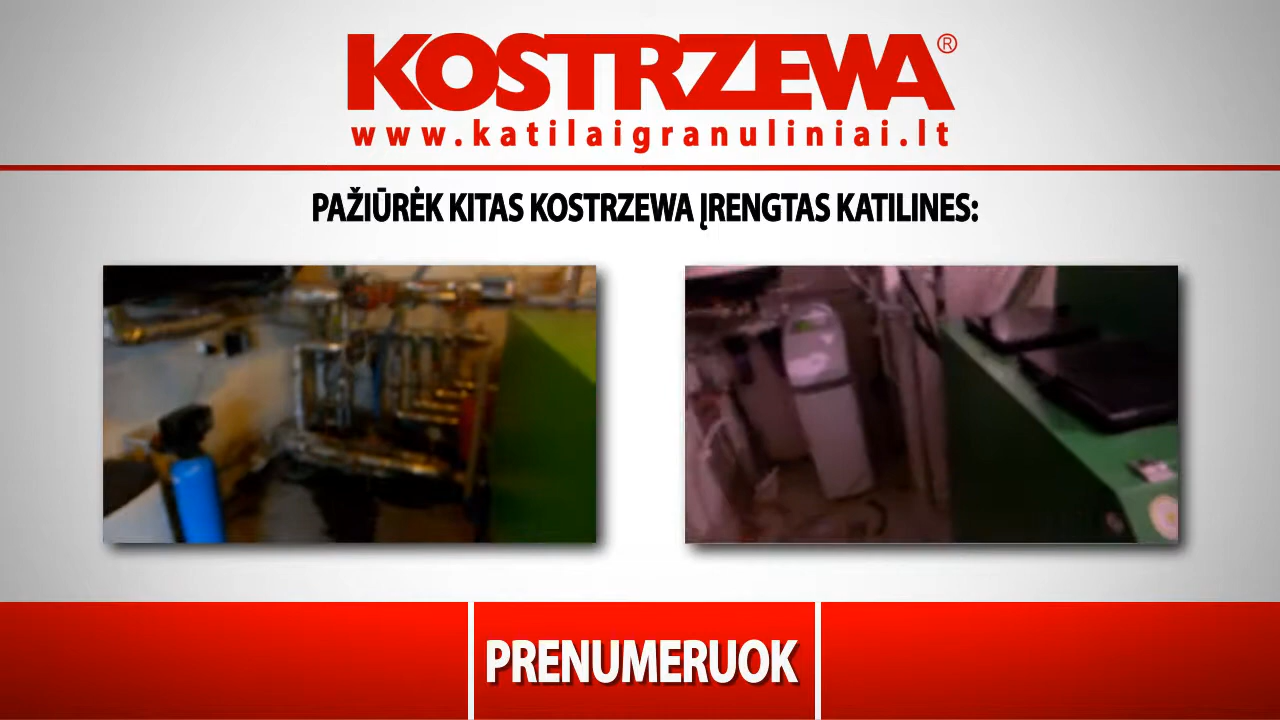 KOSTRZEWA®
www.katilaigranuliniai.lt
PAŽIŪRĖK KITAS KOSTRZEWA ĮRENGTAS KATILINES:
PRENUMERUOK